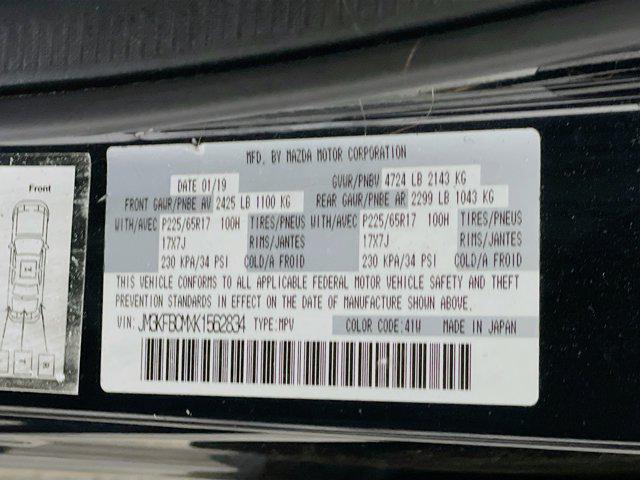 Front
MFD. BY MAZDA MOTOR CORPORATION
DATE 01/19 GVWR/PNBV 4724 LB 2143 KG
FRONT GAWR/PNBE AV 2425 LB 1100 KG REAR GAWR/PNBE AR 2299 LB 1043 KG
WITH/AVEC P225/65R17 100H TIRES/PNEUS WITH/AVEC P225/65R17 100H TIRES/PNEUS
17X7J RIMS/JANTES 17X7J RIMS/JANTES
230 KPA/34 PSI COLD/A FROID 230 KPA/34 PSI COLD/A FROID
THIS VEHICLE CONFORMS TO ALL APPLICABLE FEDERAL MOTOR VEHICLE SAFETY AND THEFT
PREVENTION STANDARDS IN EFFECT ON THE DATE OF MANUFACTURE SHOWN ABOVE.
VIN: JM3KFBCMXK1562834 TYPE:MPV COLOR CODE:41W MADE IN JAPAN